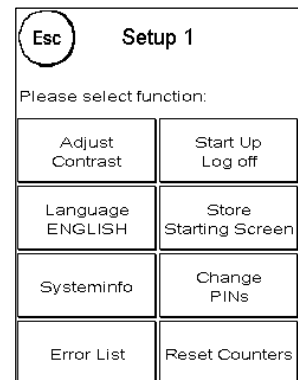 Esc Setup 1
Please select function:
Adjust
Contrast
Start Up
Log off
Language
ENGLISH
Store
Starting Screen
Systeminfo
Change
PINs
Error List
Reset Counters